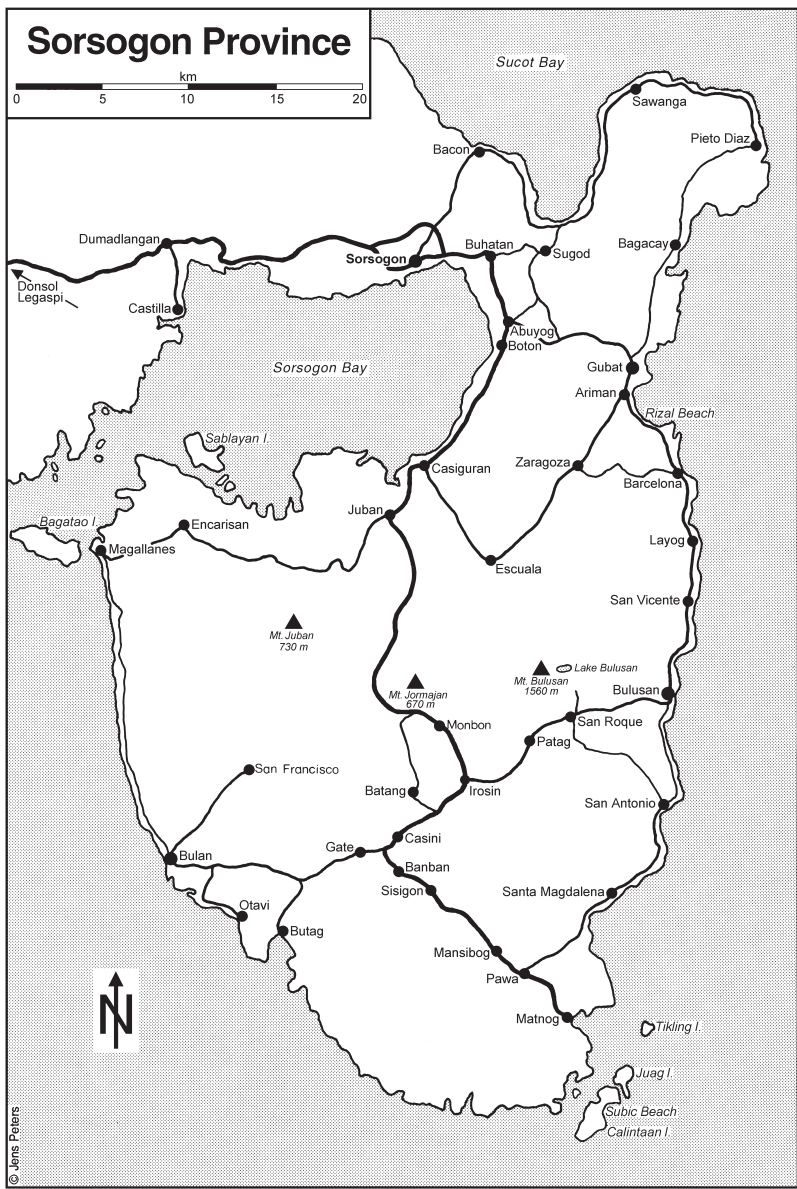 Sorsogon Province
km
0 5 10 15 20
Sucot Bay
Sawanga
Pieto Diaz
Bacon
Dumadlangan
Sorsogon
Buhatan
Sugod
Bagacay
Donsol
Legaspi
Castilla
Abuyog
Boton
Sorsogon Bay
Gubat
Ariman
Rizal Beach
Sablayan I.
Casiguran
Zaragoza
Barcelona
Juban
Bagatao I.
Encarisan
Magallanes
Layog
Escuala
San Vicente
Mt. Juban
730 m
Lake Bulusan
Mt. Bulusan
1560 m
Mt. Jormajan
670 m
Bulusan
Monbon
San Roque
Patag
San Francisco
Batang
Irosin
San Antonio
Casini
Gate
Bulan
Banban
Sisigon
Santa Magdalena
Otavi
Butag
Mansibog
Pawa
N
Matnog
Tikling I.
Juag I.
Subic Beach
Calintaan I.
© Jens Peters